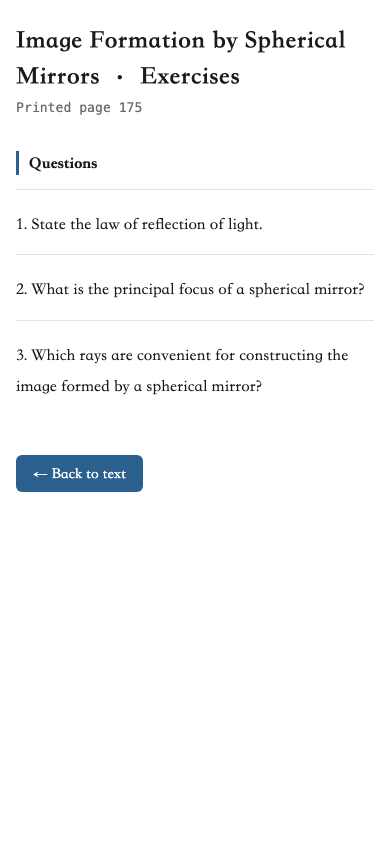 Image Formation by Spherical
Mirrors · Exercises
Printed page 175
Questions
1. State the law of reflection of light.
2. What is the principal focus of a spherical mirror?
3. Which rays are convenient for constructing the
image formed by a spherical mirror?
← Back to text